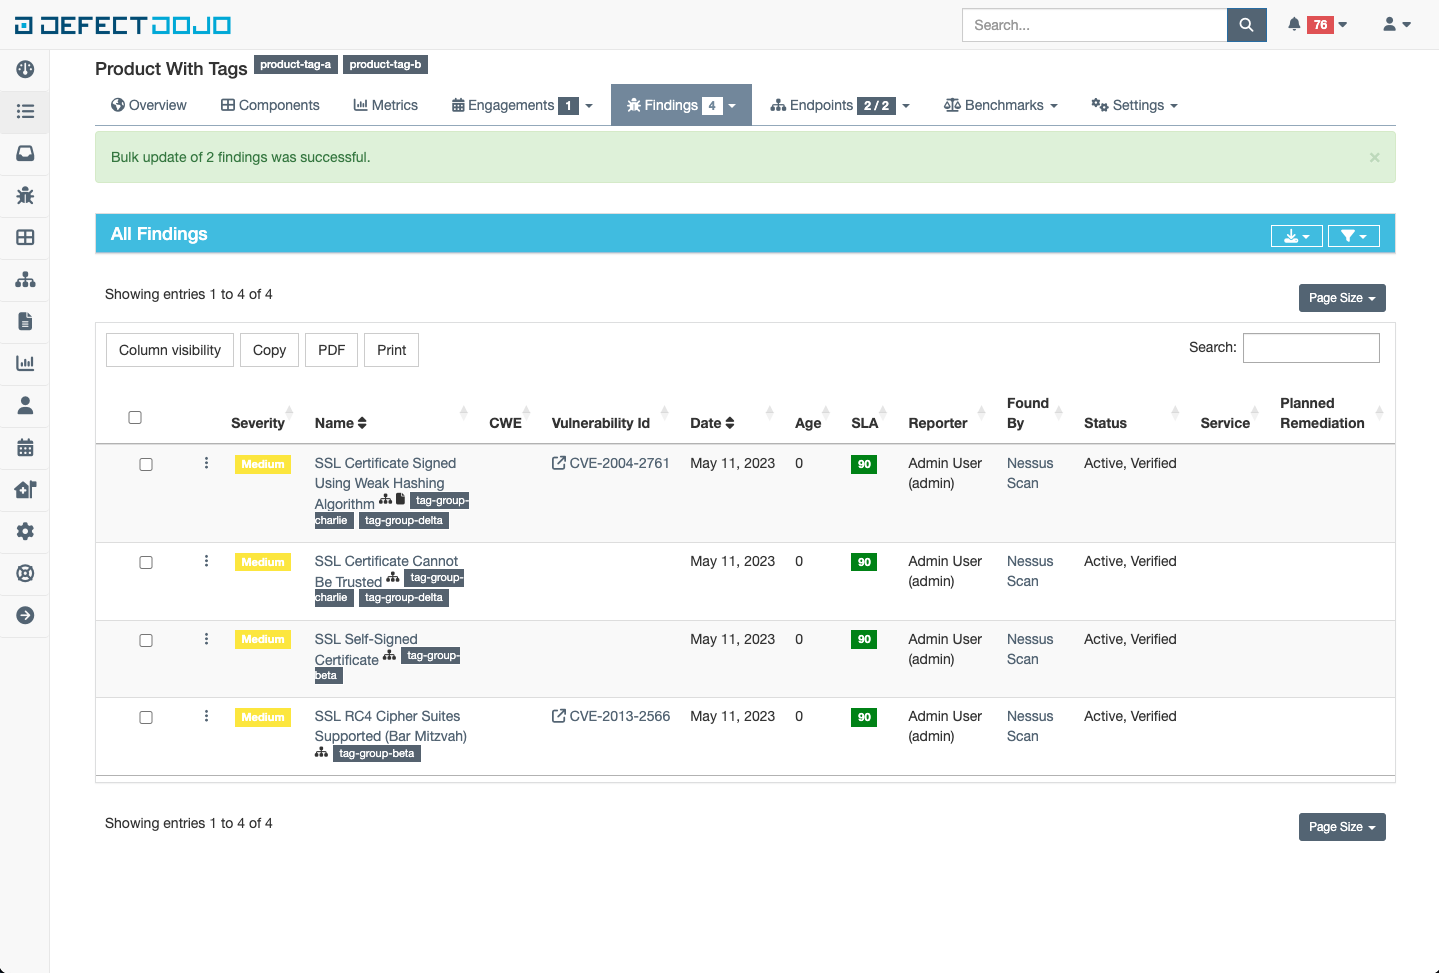 DEFECTDOJO
Search...
76
Product With Tags product-tag-a product-tag-b
Overview Components Metrics Engagements 1 Findings 4 Endpoints 2 / 2 Benchmarks Settings
Bulk update of 2 findings was successful. ×
All Findings
Showing entries 1 to 4 of 4
Page Size
Column visibility Copy PDF Print
Search:
Severity Name CWE Vulnerability Id Date Age SLA Reporter Found By Status Service Planned Remediation
Medium SSL Certificate Signed CVE-2004-2761 May 11, 2023 0 90 Admin User Nessus Active, Verified
Using Weak Hashing (admin) Scan
Algorithm tag-group-
charlie tag-group-delta
Medium SSL Certificate Cannot May 11, 2023 0 90 Admin User Nessus Active, Verified
Be Trusted tag-group- (admin) Scan
charlie tag-group-delta
Medium SSL Self-Signed May 11, 2023 0 90 Admin User Nessus Active, Verified
Certificate tag-group- (admin) Scan
beta
Medium SSL RC4 Cipher Suites CVE-2013-2566 May 11, 2023 0 90 Admin User Nessus Active, Verified
Supported (Bar Mitzvah) (admin) Scan
tag-group-beta
Showing entries 1 to 4 of 4
Page Size